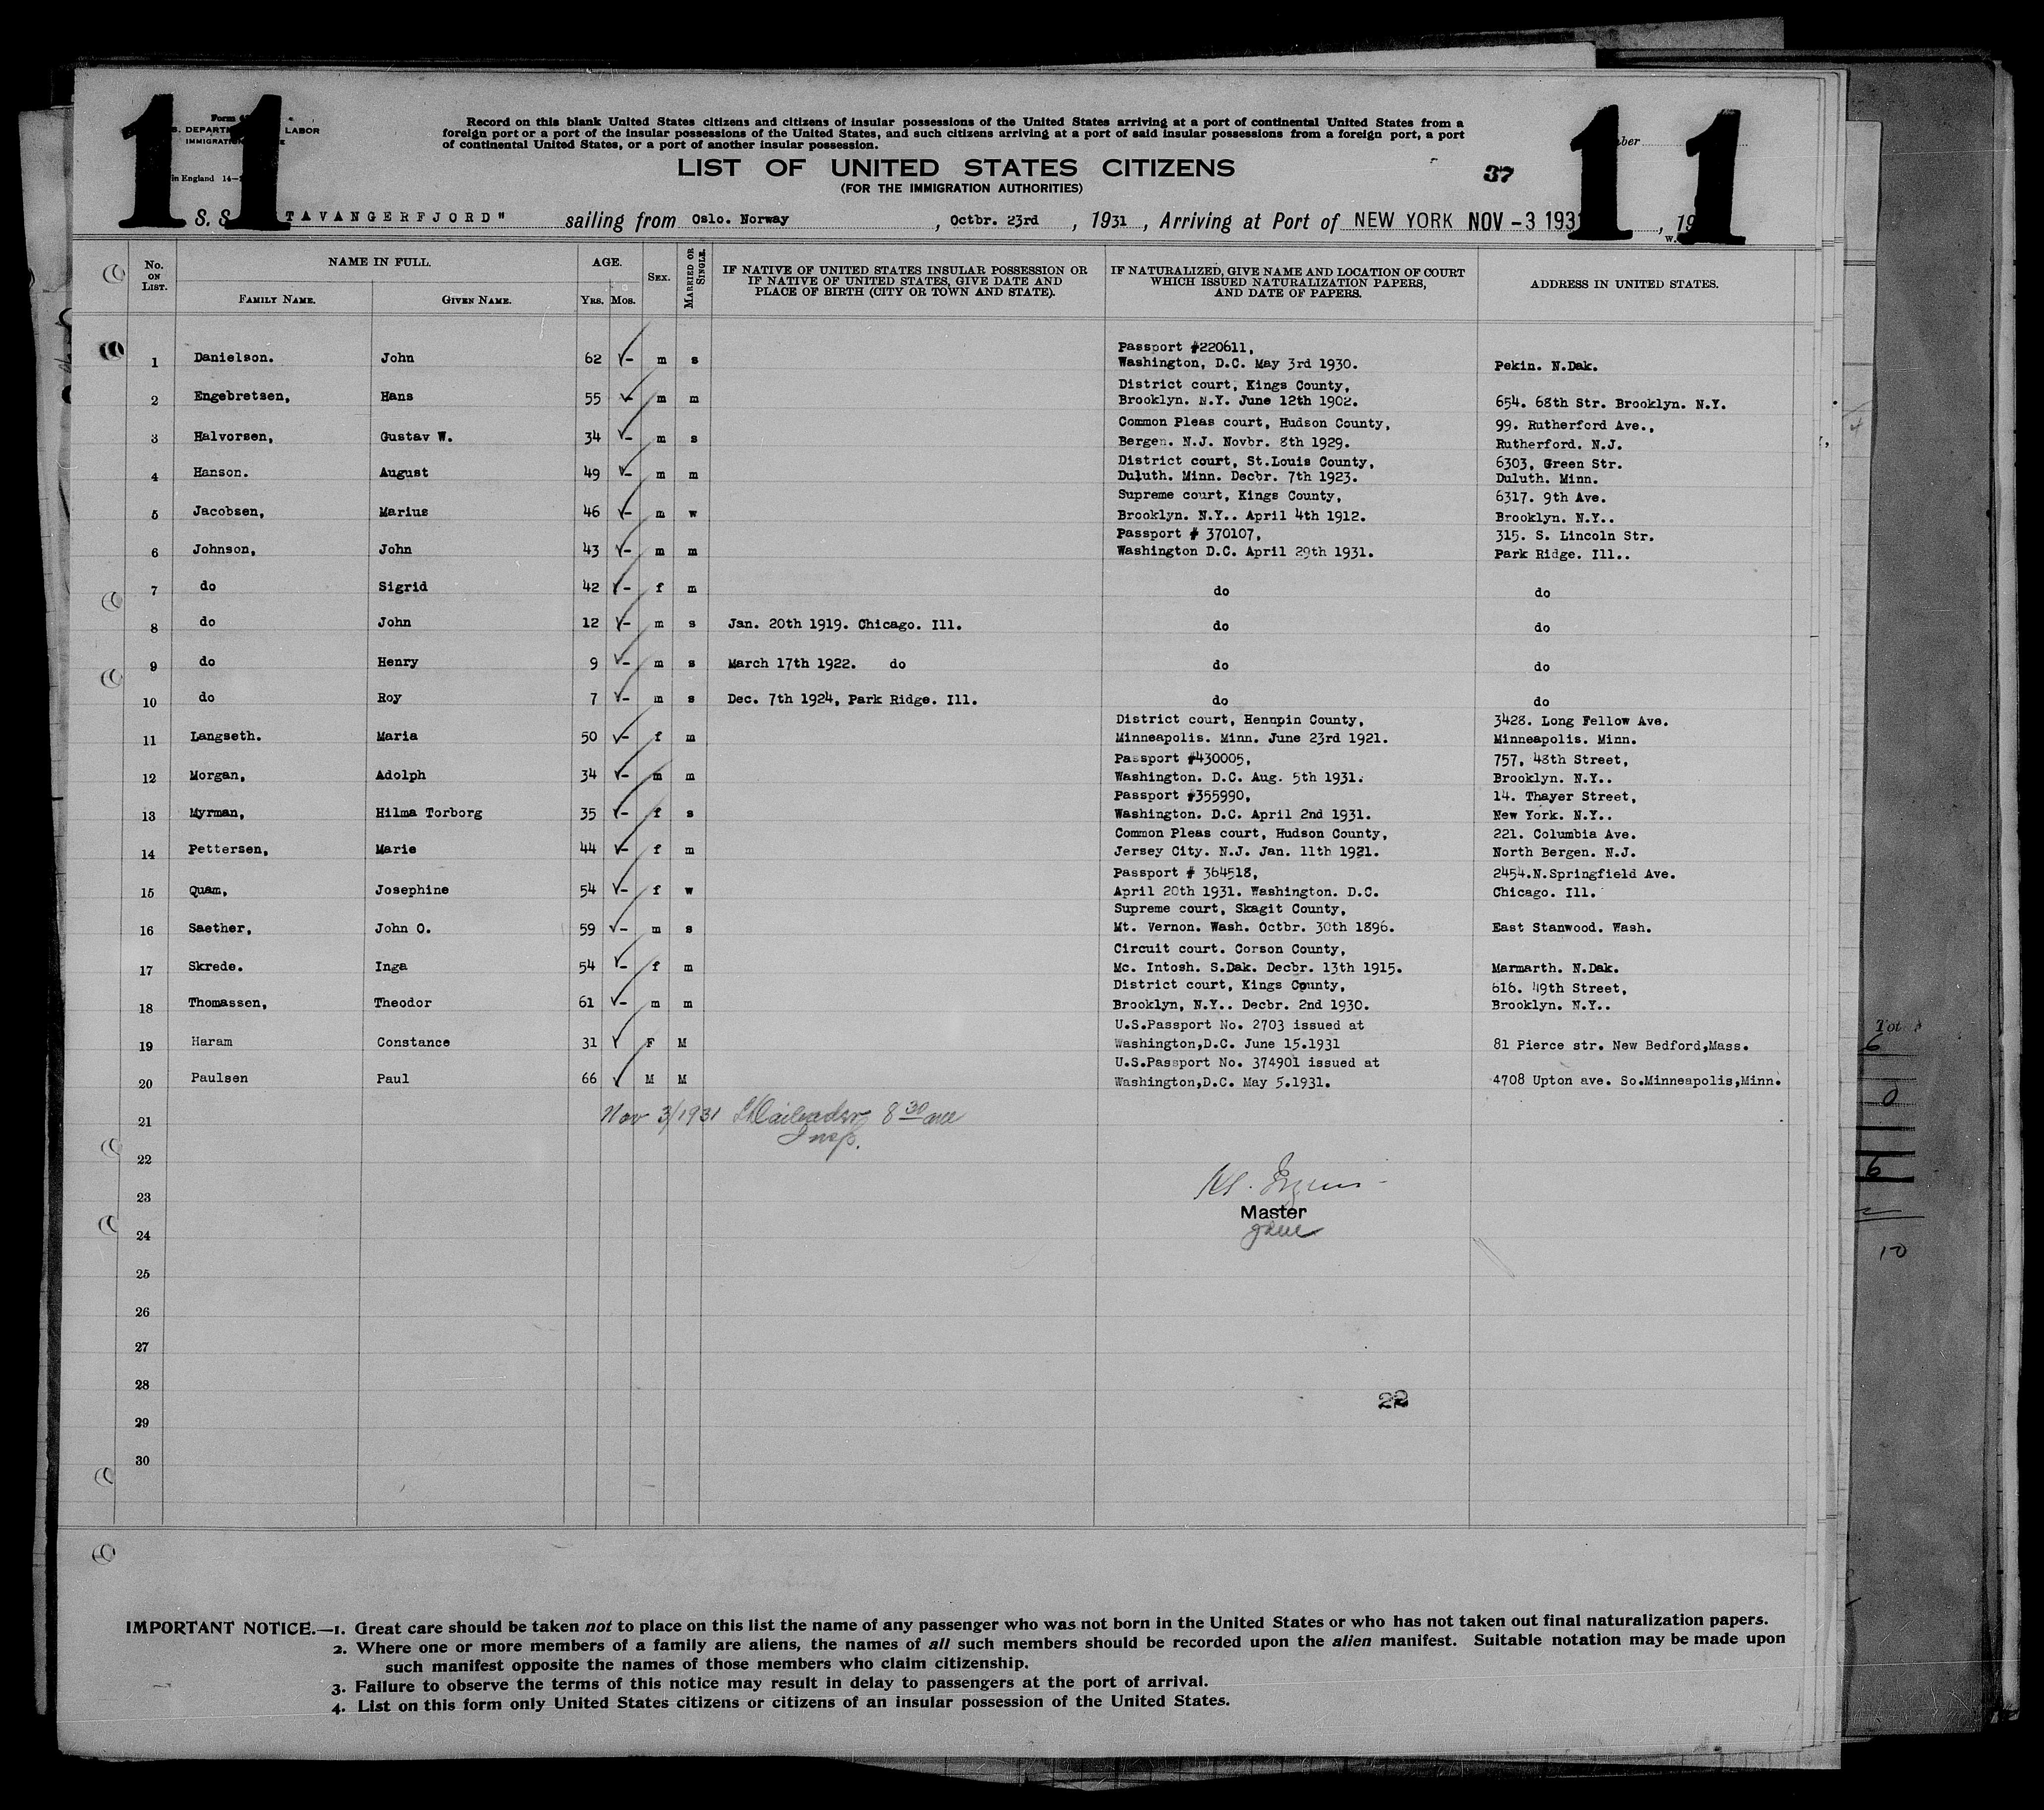 11 11
Form
S. DEPARTM LABOR
IMMIGRATION
in England 14-
Record on this blank United States citizens and citizens of insular possessions of the United States arriving at a port of continental United States from a
foreign port or a port of the insular possessions of the United States, and such citizens arriving at a port of said insular possessions from a foreign port, a port
of continental United States, or a port of another insular possession.
LIST OF UNITED STATES CITIZENS
(FOR THE IMMIGRATION AUTHORITIES)
37
S. S. TAVANGERFJORD" sailing from Oslo. Norway , Octbr. 23rd , 1931 , Arriving at Port of NEW YORK NOV -3 1931 , 19
No. ON LIST. NAME IN FULL. AGE. SEX. MARRIED OR SINGLE. IF NATIVE OF UNITED STATES INSULAR POSSESSION OR
IF NATIVE OF UNITED STATES, GIVE DATE AND
PLACE OF BIRTH (CITY OR TOWN AND STATE).
IF NATURALIZED, GIVE NAME AND LOCATION OF COURT
WHICH ISSUED NATURALIZATION PAPERS,
AND DATE OF PAPERS.
ADDRESS IN UNITED STATES.
FAMILY NAME. GIVEN NAME. YRS. MOS.
Passport #220611,
1 Danielson. John 62 - m s Washington, D.C. May 3rd 1930. Pekin. N.Dak.
District court, Kings County,
2 Engebretsen, Hans 55 - m m Brooklyn. N.Y. June 12th 1902. 654. 68th Str. Brooklyn. N.Y.
Common Pleas court, Hudson County, 99. Rutherford Ave.,
3 Halvorsen, Gustav W. 34 - m s Bergen. N.J. Novbr. 8th 1929. Rutherford. N.J.
District court, St.Louis County, 6303, Green Str.
4 Hanson. August 49 - m m Duluth. Minn. Decbr. 7th 1923. Duluth. Minn.
Supreme court, Kings County, 6317. 9th Ave.
5 Jacobsen, Marius 46 - m w Brooklyn. N.Y.. April 4th 1912. Brooklyn. N.Y..
Passport # 370107, 315. S. Lincoln Str.
6 Johnson, John 43 - m m Washington D.C. April 29th 1931. Park Ridge. Ill..
7 do Sigrid 42 - f m do do
8 do John 12 - m s Jan. 20th 1919. Chicago. Ill. do do
9 do Henry 9 - m s March 17th 1922. do do do
10 do Roy 7 - m s Dec. 7th 1924, Park Ridge. Ill. do do
District court, Hennpin County, 3428. Long Fellow Ave.
11 Langseth. Maria 50 - f m Minneapolis. Minn. June 23rd 1921. Minneapolis. Minn.
Passport #430005, 757, 48th Street,
12 Morgan, Adolph 34 - m m Washington. D.C. Aug. 5th 1931. Brooklyn. N.Y..
Passport #355990, 14. Thayer Street,
13 Myrman, Hilma Torborg 35 - f s Washington. D.C. April 2nd 1931. New York. N.Y..
Common Pleas court, Hudson County, 221. Columbia Ave.
14 Pettersen, Marie 44 - f m Jersey City. N.J. Jan. 11th 1921. North Bergen. N.J.
Passport # 364518, 2454.N.Springfield Ave.
15 Quam, Josephine 54 - f w April 20th 1931. Washington. D.C. Chicago. Ill.
Supreme court, Skagit County,
16 Saether, John O. 59 - m s Mt. Vernon. Wash. Octbr. 30th 1896. East Stanwood. Wash.
Circuit court. Corson County,
17 Skrede. Inga 54 - f m Mc. Intosh. S.Dak. Decbr. 13th 1915. Marmarth. N.Dak.
District court, Kings County, 616. 49th Street,
18 Thomassen, Theodor 61 - m m Brooklyn, N.Y.. Decbr. 2nd 1930. Brooklyn. N.Y..
U.S.Passport No. 2703 issued at
19 Haram Constance 31 F M Washington,D.C. June 15.1931 81 Pierce str. New Bedford,Mass.
U.S.Passport No. 374901 issued at
20 Paulsen Paul 66 M M Washington,D.C. May 5.1931. 4708 Upton ave. So.Minneapolis,Minn.
21 Nov 3/1931 8 30
Insp.
22
23
Master
24
25
26
27
28
22
29
30
IMPORTANT NOTICE.—1. Great care should be taken not to place on this list the name of any passenger who was not born in the United States or who has not taken out final naturalization papers.
2. Where one or more members of a family are aliens, the names of all such members should be recorded upon the alien manifest. Suitable notation may be made upon
such manifest opposite the names of those members who claim citizenship.
3. Failure to observe the terms of this notice may result in delay to passengers at the port of arrival.
4. List on this form only United States citizens or citizens of an insular possession of the United States.
6
0
6
10